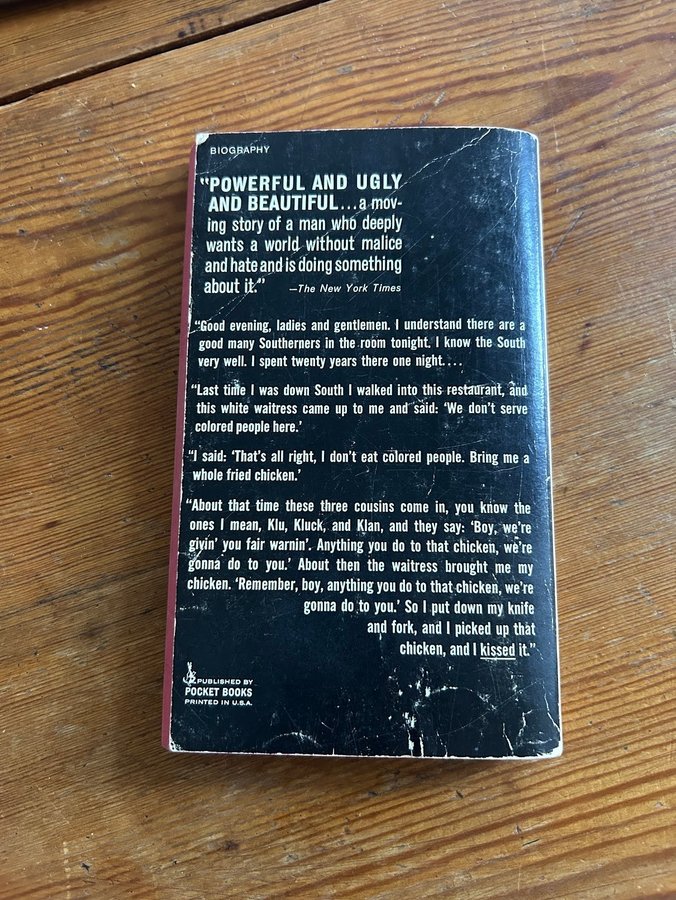 BIOGRAPHY
"POWERFUL AND UGLY
AND BEAUTIFUL...a mov-
ing story of a man who deeply
wants a world without malice
and hate and is doing something
about it."   —The New York Times
"Good evening, ladies and gentlemen. I understand there are a
good many Southerners in the room tonight. I know the South
very well. I spent twenty years there one night....
"Last time I was down South I walked into this restaurant, and
this white waitress came up to me and said: 'We don't serve
colored people here.'
"I said: 'That's all right, I don't eat colored people. Bring me a
whole fried chicken.'
"About that time these three cousins come in, you know the
ones I mean, Klu, Kluck, and Klan, and they say: 'Boy, we're
givin' you fair warnin'. Anything you do to that chicken, we're
gonna do to you.' About then the waitress brought me my
chicken. 'Remember, boy, anything you do to that chicken, we're
gonna do to you.' So I put down my knife
and fork, and I picked up that
chicken, and I kissed it."
PUBLISHED BY
POCKET BOOKS
PRINTED IN U.S.A.